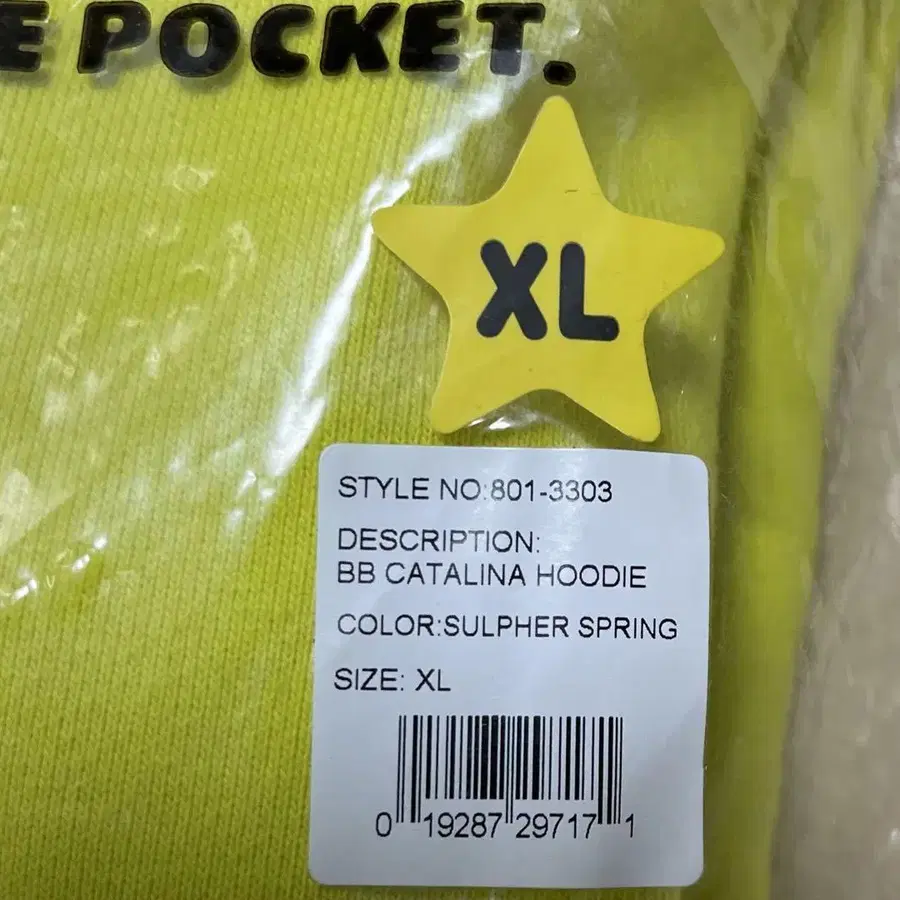 E POCKET.
XL
STYLE NO:801-3303
DESCRIPTION:
BB CATALINA HOODIE
COLOR:SULPHER SPRING
SIZE: XL
0 19287 29717 1